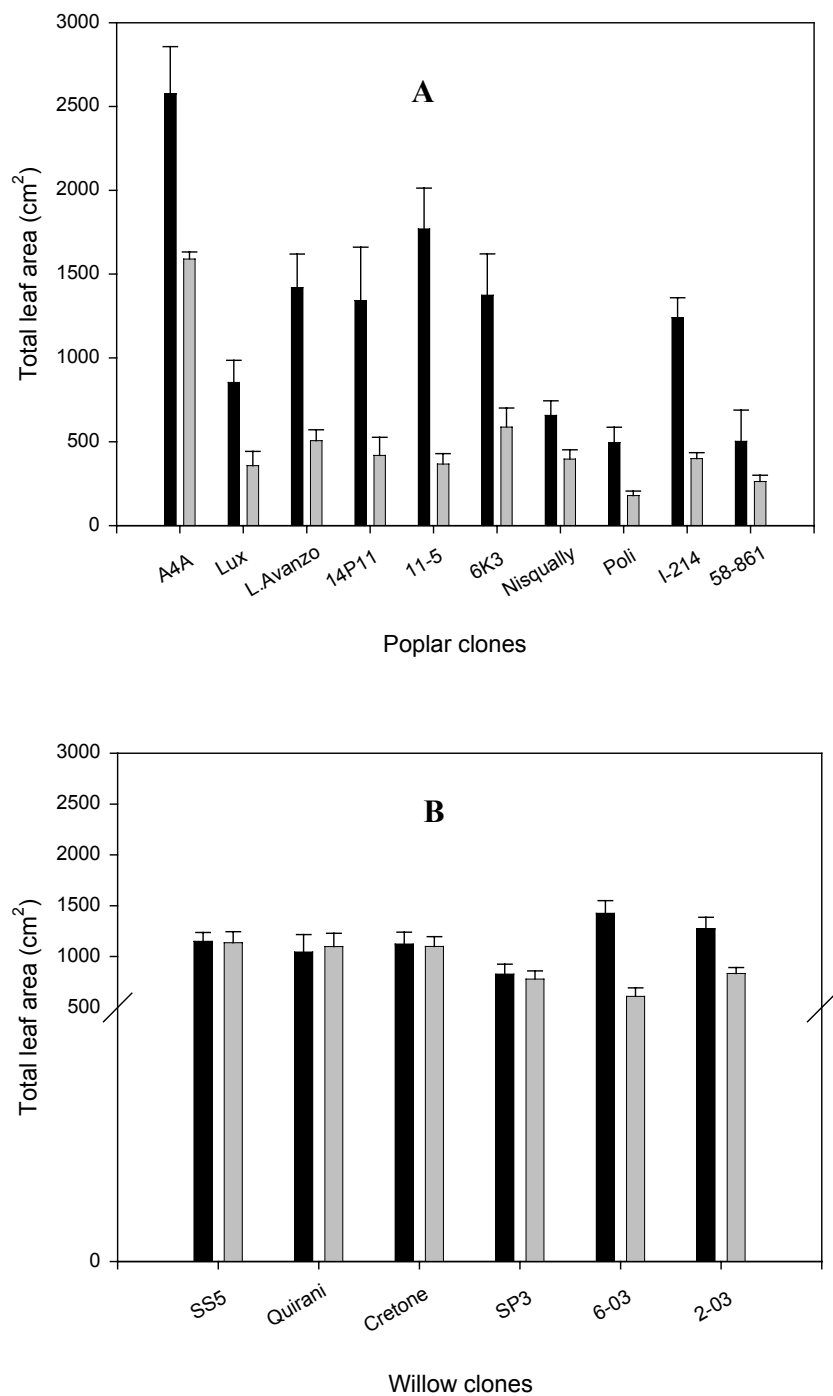 3000
A
2500
2000
1500
1000
500
0
Total leaf area (cm²)
A4A
Lux
L.Avanzo
14P11
11-5
6K3
Nisqually
Poli
I-214
58-861
Poplar clones
3000
B
2500
2000
1500
1000
500
0
Total leaf area (cm²)
SS5
Quirani
Cretone
SP3
6-03
2-03
Willow clones